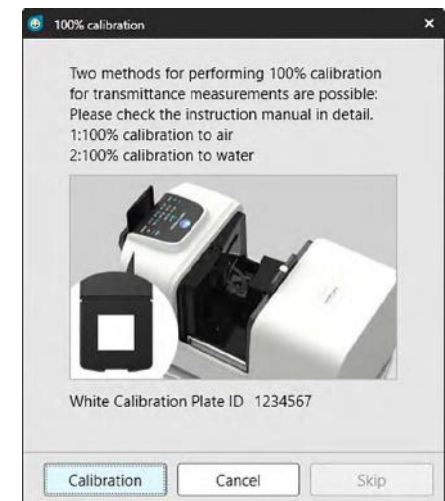 100% calibration
Two methods for performing 100% calibration
for transmittance measurements are possible:
Please check the instruction manual in detail.
1:100% calibration to air
2:100% calibration to water
White Calibration Plate ID 1234567
Calibration
Cancel
Skip